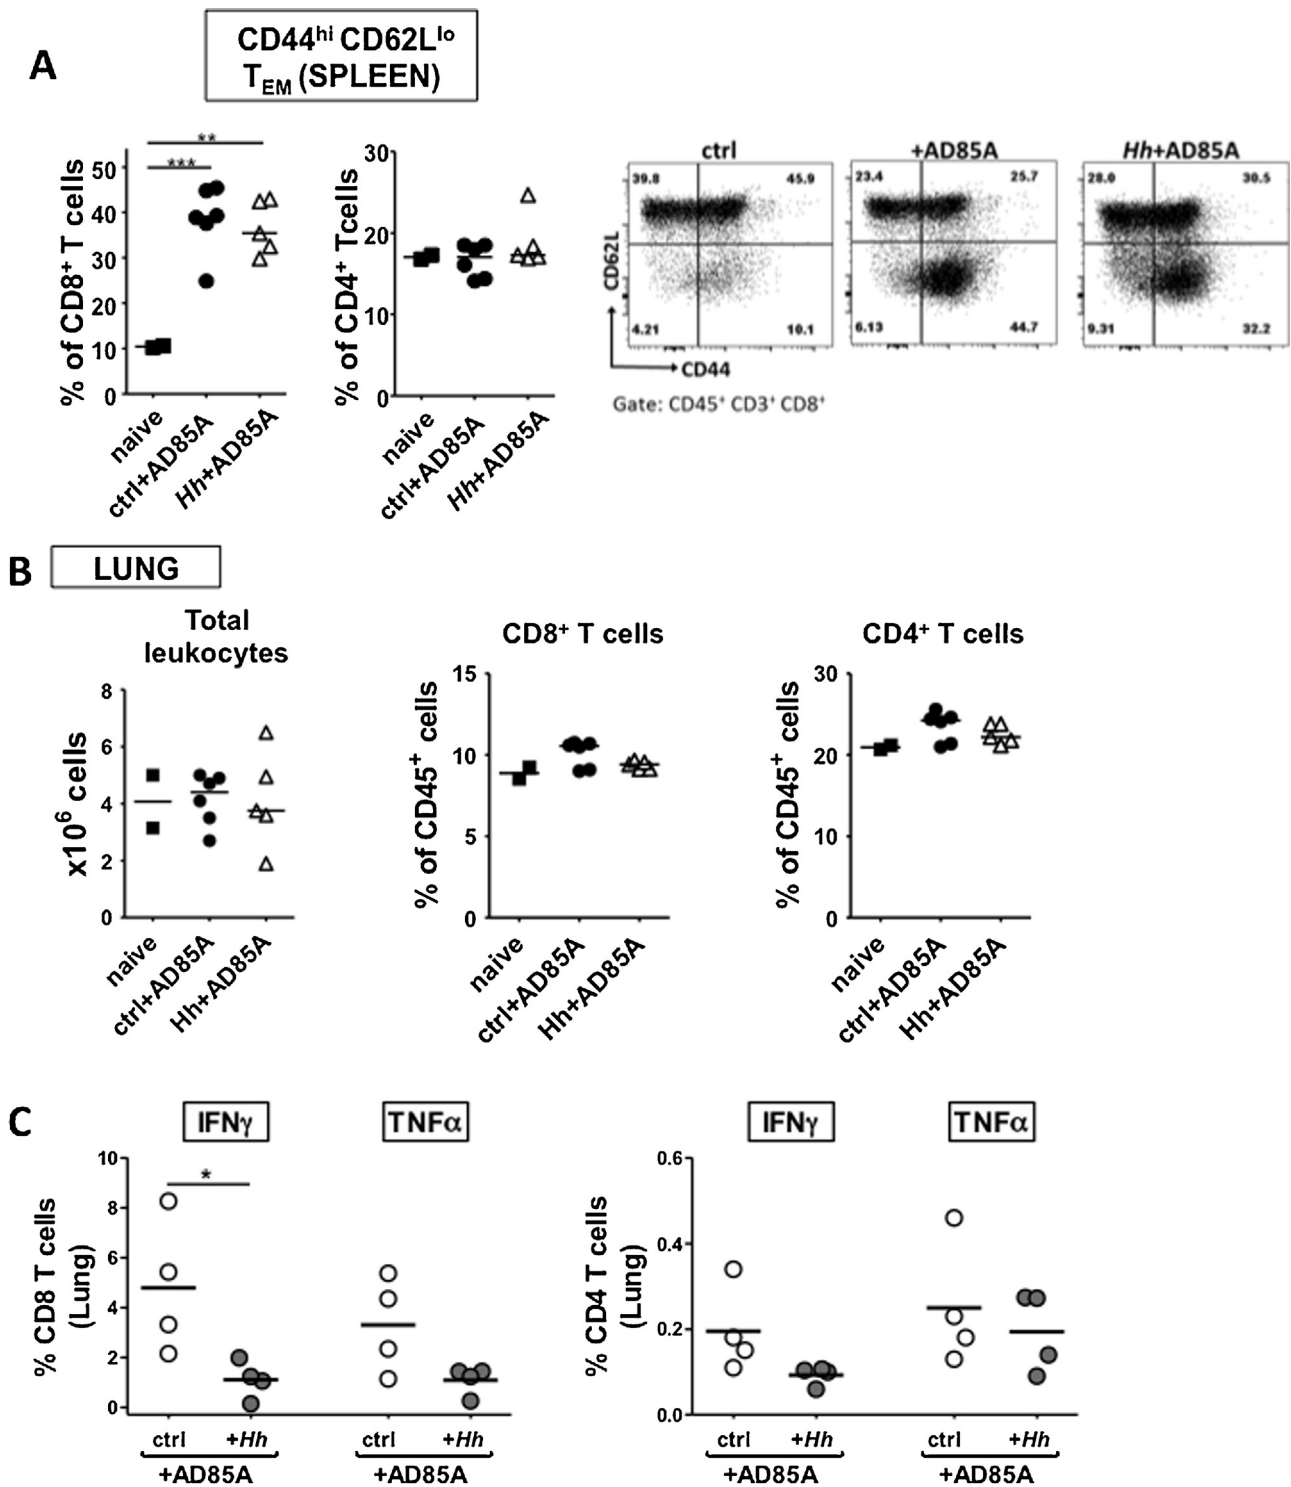 A
CD44hi CD62Llo
TEM (SPLEEN)
% of CD8+ T cells
50
40
30
20
10
0
**
***
naive
ctrl+AD85A
Hh+AD85A
% of CD4+ Tcells
30
20
10
0
naive
ctrl+AD85A
Hh+AD85A
ctrl
39.8
45.9
4.21
10.1
+AD85A
23.4
25.7
6.13
44.7
Hh+AD85A
28.0
30.5
9.31
32.2
CD62L
CD44
Gate: CD45+ CD3+ CD8+
B
LUNG
Total
leukocytes
x106 cells
8
6
4
2
0
naive
ctrl+AD85A
Hh+AD85A
CD8+ T cells
% of CD45+ cells
15
10
5
0
naive
ctrl+AD85A
Hh+AD85A
CD4+ T cells
% of CD45+ cells
30
20
10
0
naive
ctrl+AD85A
Hh+AD85A
C
IFNγ
TNFα
% CD8 T cells
(Lung)
10
8
6
4
2
0
*
ctrl
+Hh
ctrl
+Hh
+AD85A
+AD85A
IFNγ
TNFα
% CD4 T cells
(Lung)
0.6
0.4
0.2
0.0
ctrl
+Hh
ctrl
+Hh
+AD85A
+AD85A